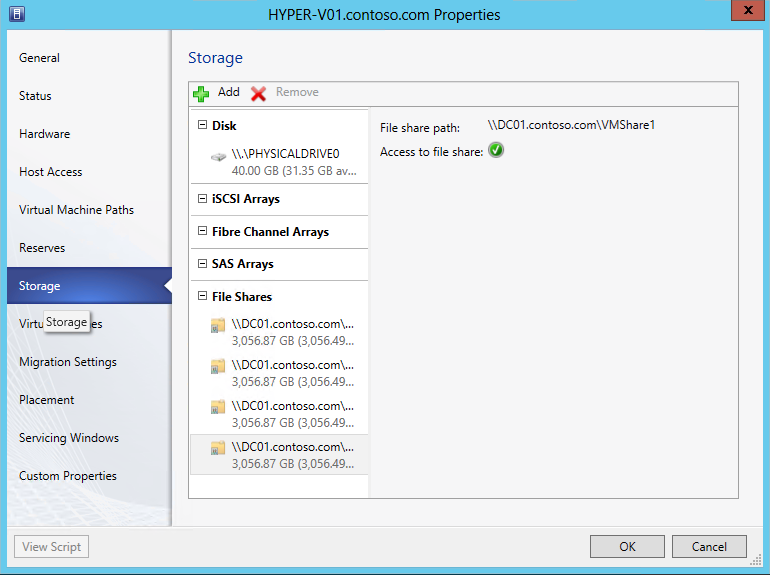 HYPER-V01.contoso.com Properties
General
Status
Hardware
Host Access
Virtual Machine Paths
Reserves
Storage
Virtu
es
Storage
Migration Settings
Placement
Servicing Windows
Custom Properties
Storage
Add Remove
Disk
\\.\PHYSICALDRIVE0
40.00 GB (31.35 GB av...
iSCSI Arrays
Fibre Channel Arrays
SAS Arrays
File Shares
\\DC01.contoso.com\...
3,056.87 GB (3,056.49...
\\DC01.contoso.com\...
3,056.87 GB (3,056.49...
\\DC01.contoso.com\...
3,056.87 GB (3,056.49...
\\DC01.contoso.com\...
3,056.87 GB (3,056.49...
File share path: \\DC01.contoso.com\VMShare1
Access to file share:
View Script
OK
Cancel